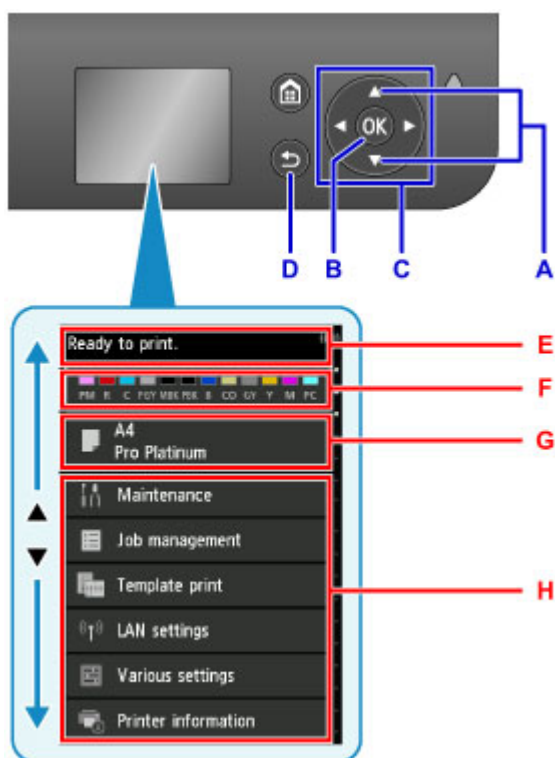 OK
A
D B C
Ready to print.
E
PM R C PGY MBK PBK B CO GY Y M PC
F
A4
Pro Platinum
G
Maintenance
Job management
Template print
LAN settings
Various settings
Printer information
H